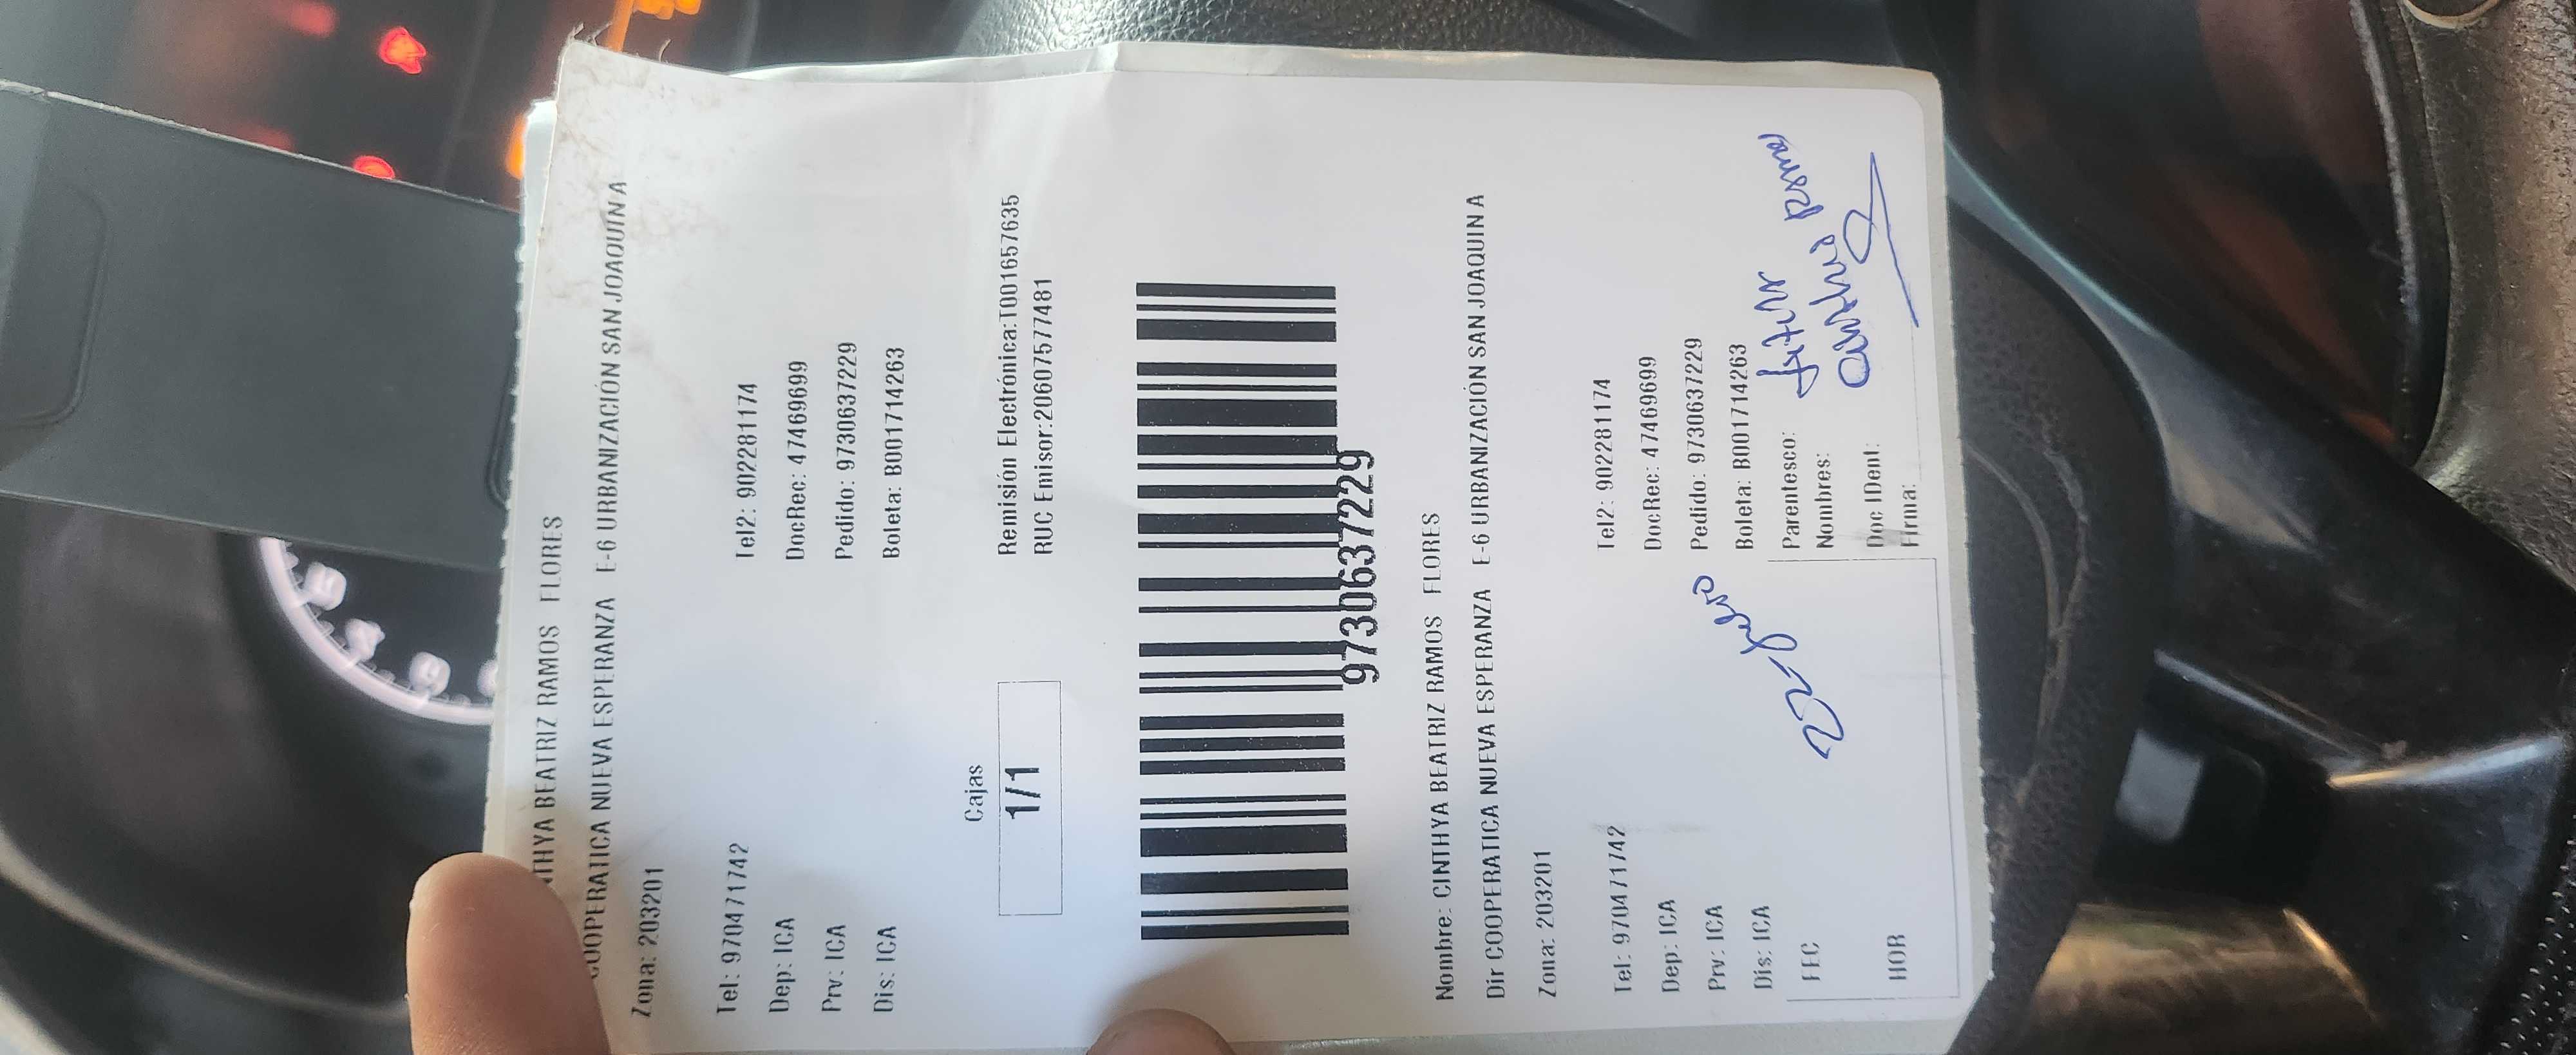 NTHYA BEATRIZ RAMOS FLORES
COOPERATICA NUEVA ESPERANZA E-6 URBANIZACIÓN SAN JOAQUIN A
Zona: 203201
Tel: 970471742 Tel2: 902281174
Dep: ICA DocRec: 47469699
Prv: ICA Pedido: 9730637229
Dis: ICA Boleta: B001714263
Cajas
1/1
Remisión Electrónica:T001657635
RUC Emisor:20607577481
9730637229
Nombre: CINTHYA BEATRIZ RAMOS FLORES
Dir COOPERATICA NUEVA ESPERANZA E-6 URBANIZACIÓN SAN JOAQUIN A
Zona: 203201
Tel: 970471742 Tel2: 902281174
Dep: ICA DocRec: 47469699
Prv: ICA Pedido: 9730637229
Dis: ICA Boleta: B001714263
FEC
HOR
Parentesco:
Nombres:
Doc IDent:
Firma: